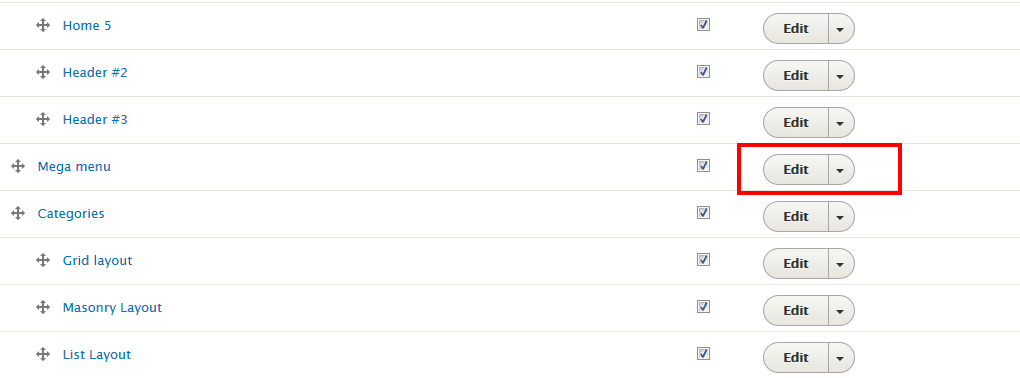 Home 5 Edit
Header #2 Edit
Header #3 Edit
Mega menu Edit
Categories Edit
Grid layout Edit
Masonry Layout Edit
List Layout Edit